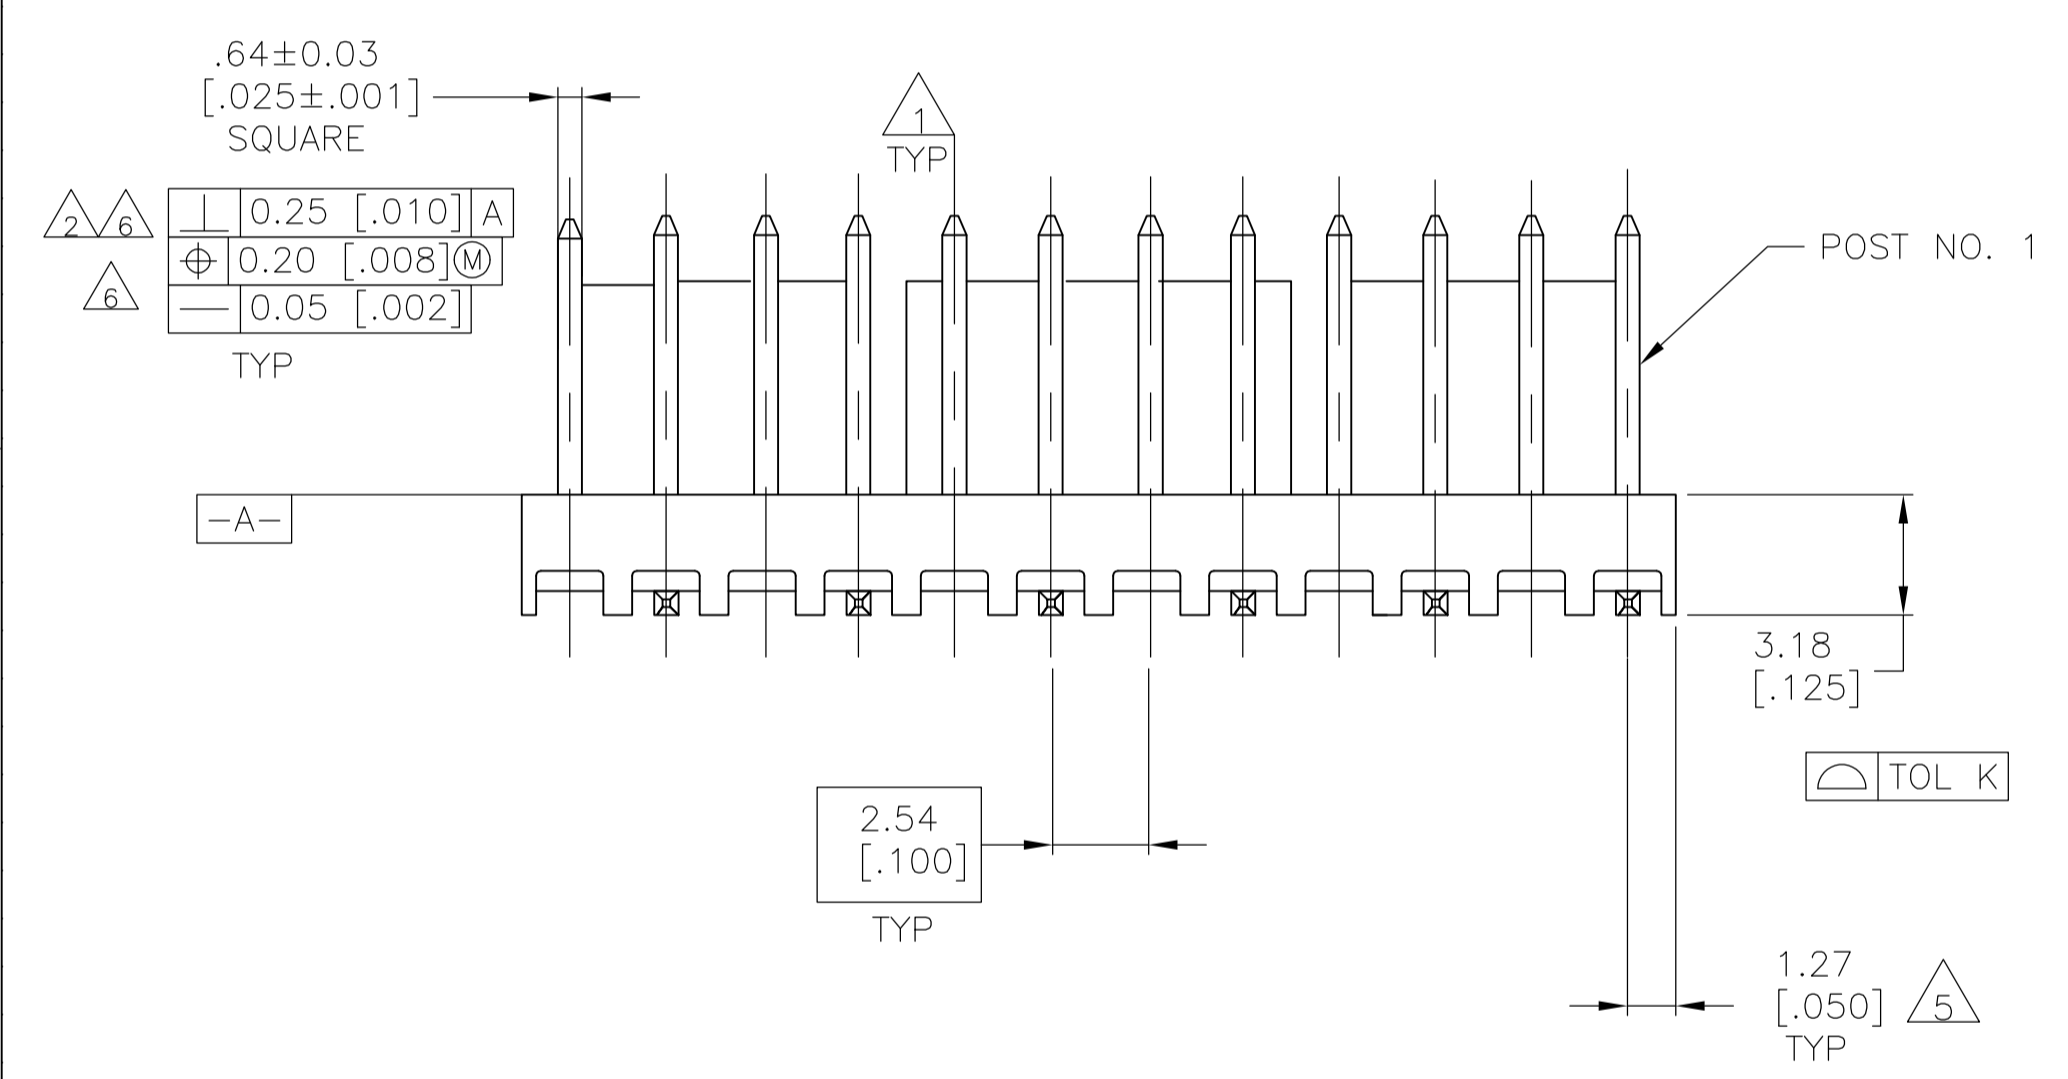 .64±0.03
[.025±.001]
SQUARE
1
TYP
2 6 ⊥ 0.25 [.010] A
⌖ 0.20 [.008] Ⓜ
6
— 0.05 [.002]
TYP
POST NO. 1
-A-
3.18
[.125]
⌓ TOL K
2.54
[.100]
TYP
1.27
[.050] 5
TYP